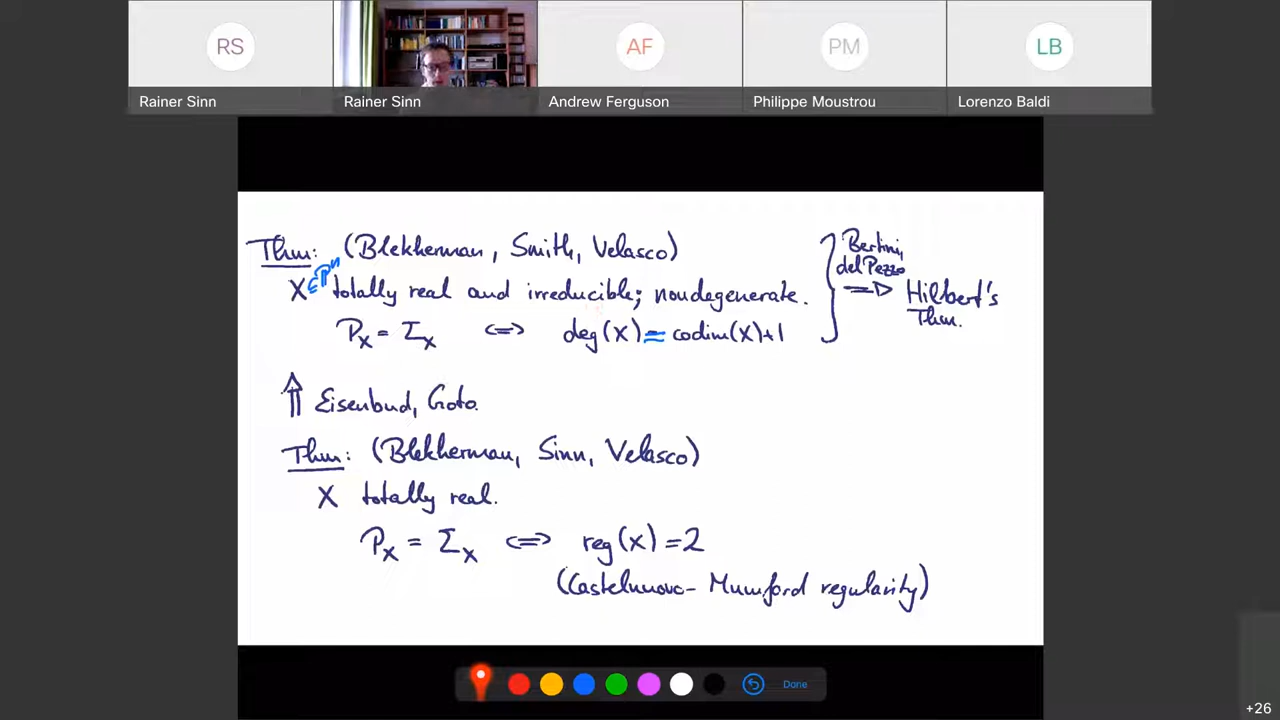 RS
AF
PM
LB
Rainer Sinn
Rainer Sinn
Andrew Ferguson
Philippe Moustrou
Lorenzo Baldi
Thm: (Blekherman, Smith, Velasco)
X ⊆ ℙⁿ totally real and irreducible; nondegenerate.
P_X = Σ_X ⇔ deg(X) = codim(X)+1
Bertini,
del Pezzo
⇒ Hilbert's
Thm.
⇑ Eisenbud, Goto.
Thm: (Blekherman, Sinn, Velasco)
X totally real.
P_X = Σ_X ⇔ reg(X) = 2
(Castelnuovo-Mumford regularity)
Done
+26